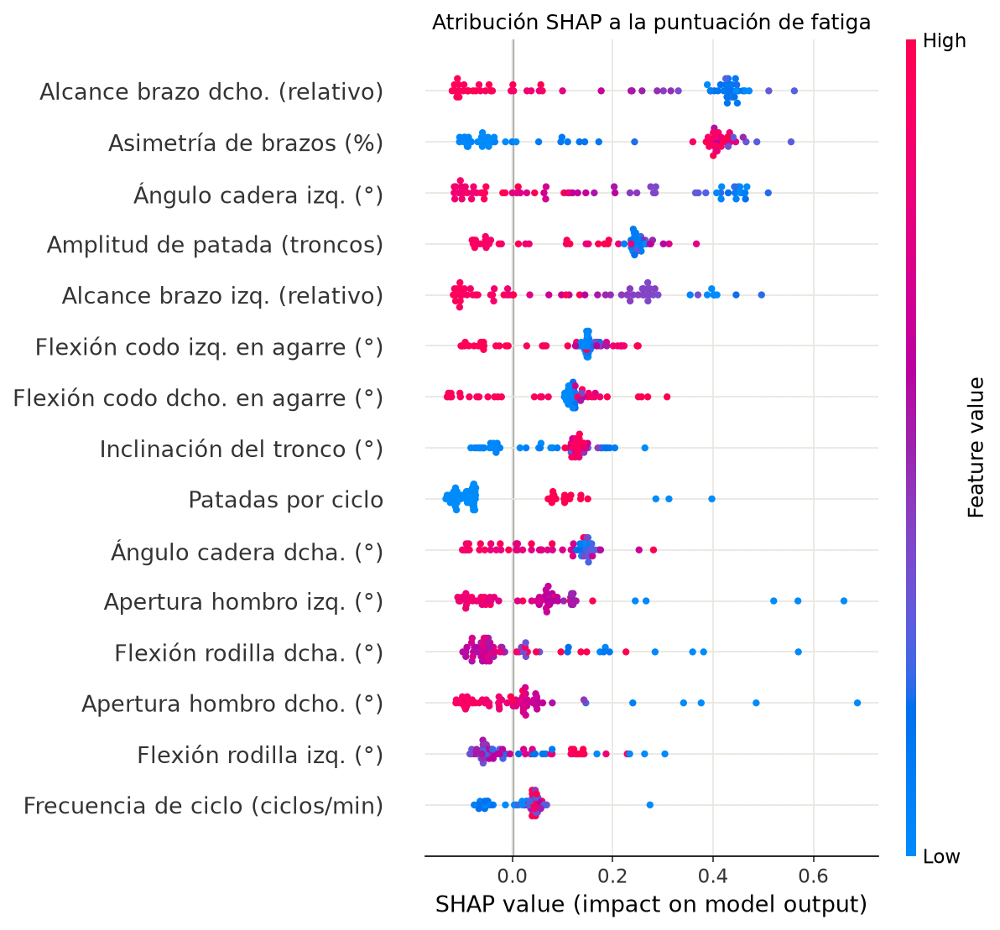 Atribución SHAP a la puntuación de fatiga
High
Alcance brazo dcho. (relativo)
Asimetría de brazos (%)
Ángulo cadera izq. (°)
Amplitud de patada (troncos)
Alcance brazo izq. (relativo)
Flexión codo izq. en agarre (°)
Flexión codo dcho. en agarre (°)
Inclinación del tronco (°)
Patadas por ciclo
Ángulo cadera dcha. (°)
Apertura hombro izq. (°)
Flexión rodilla dcha. (°)
Apertura hombro dcho. (°)
Flexión rodilla izq. (°)
Frecuencia de ciclo (ciclos/min)
Feature value
Low
0.0 0.2 0.4 0.6
SHAP value (impact on model output)